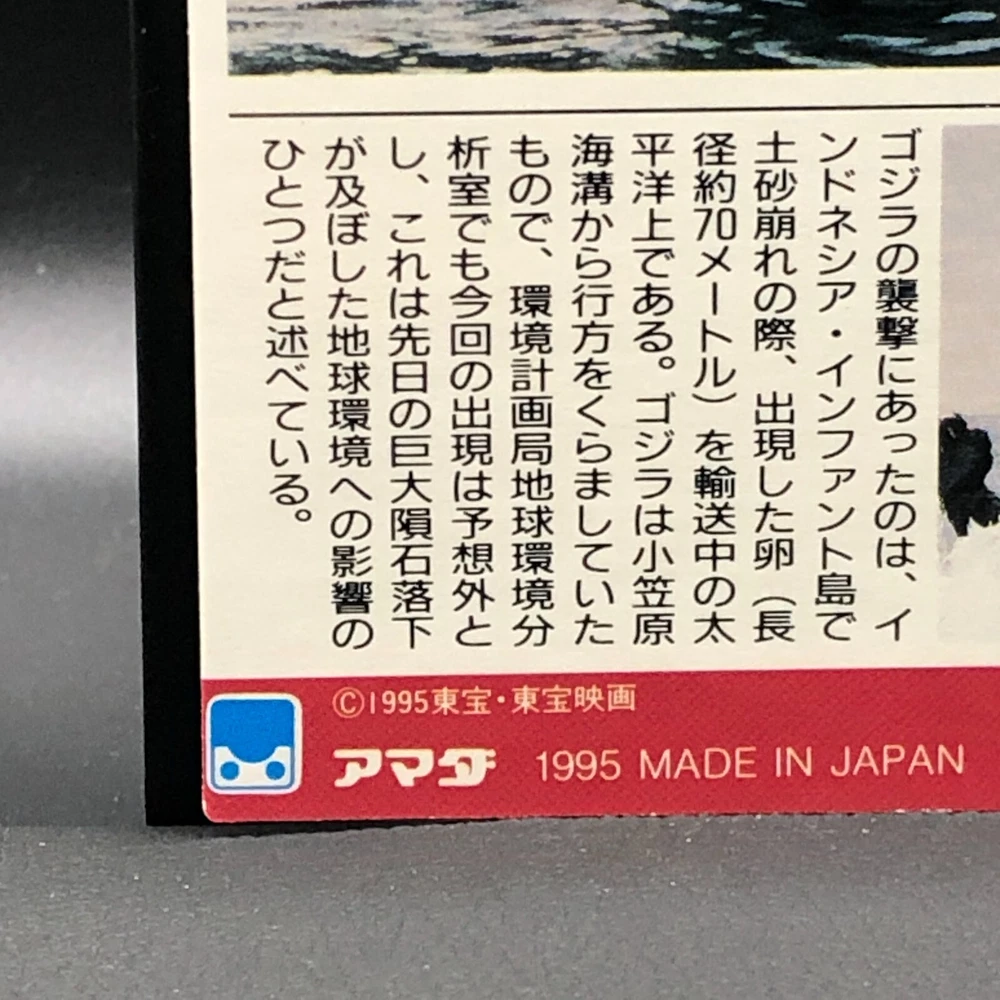 ゴジラの襲撃にあったのは、イ
ンドネシア・インファント島で
土砂崩れの際、出現した卵（長
径約70メートル）を輸送中の太
平洋上である。ゴジラは小笠原
海溝から行方をくらましていた
もので、環境計画局地球環境分
析室でも今回の出現は予想外と
し、これは先日の巨大隕石落下
が及ぼした地球環境への影響の
ひとつだと述べている。
©1995東宝・東宝映画
アマダ 1995 MADE IN JAPAN